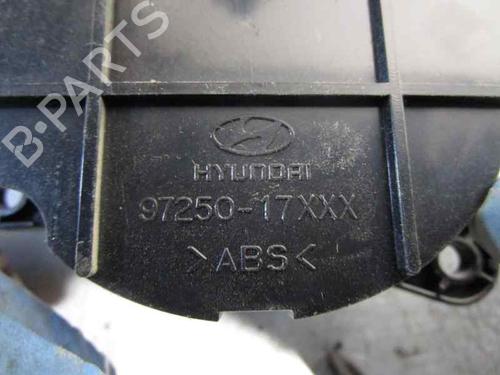 B-PARTS
HYUNDAI
97250-17XXX
>ABS<